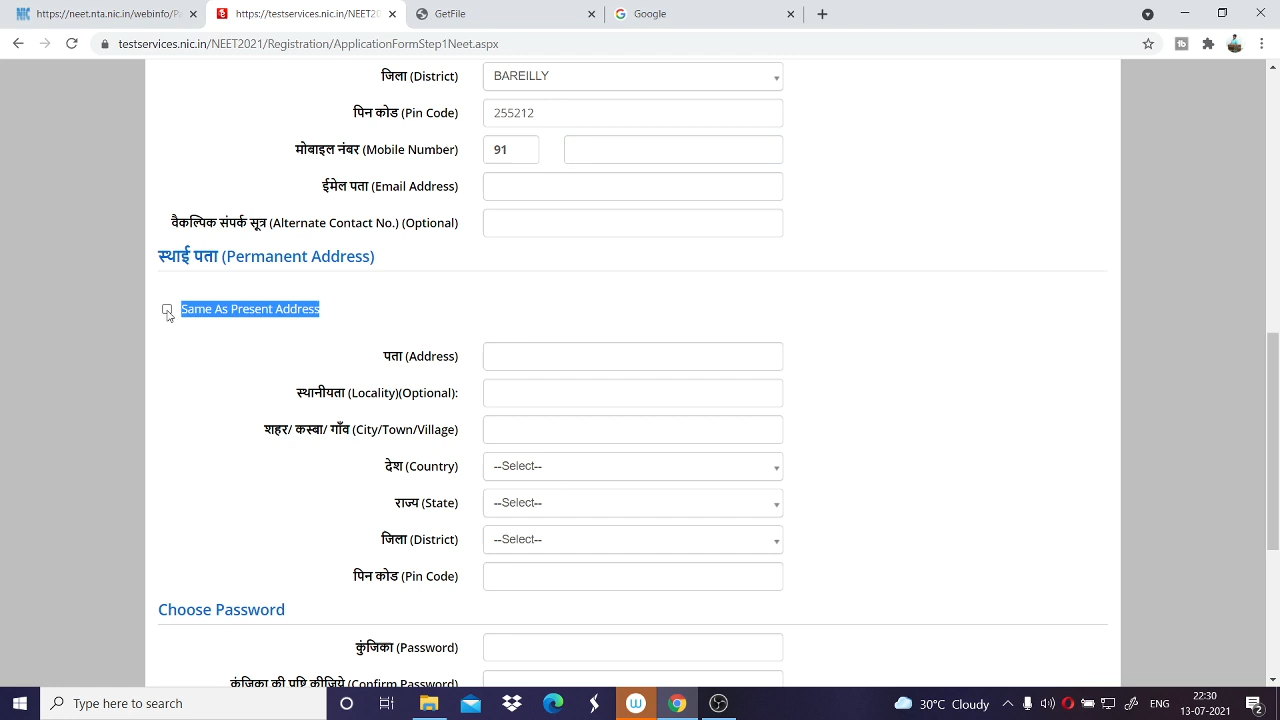 https://neet.nta.nic.in/webinfo/Pa
https://testservices.nic.in/NEET20
Getfile
Google
testservices.nic.in/NEET2021/Registration/ApplicationFormStep1Neet.aspx
जिला (District) BAREILLY
पिन कोड (Pin Code) 255212
मोबाइल नंबर (Mobile Number) 91
ईमेल पता (Email Address)
वैकल्पिक संपर्क सूत्र (Alternate Contact No.) (Optional)
स्थाई पता (Permanent Address)
Same As Present Address
पता (Address)
स्थानीयता (Locality)(Optional):
शहर/ कस्बा/ गाँव (City/Town/Village)
देश (Country) --Select--
राज्य (State) --Select--
जिला (District) --Select--
पिन कोड (Pin Code)
Choose Password
कुंजिका (Password)
कुंजिका की पुष्टि कीजिये (Confirm Password)
Type here to search
30°C Cloudy
ENG
22:30
13-07-2021
2